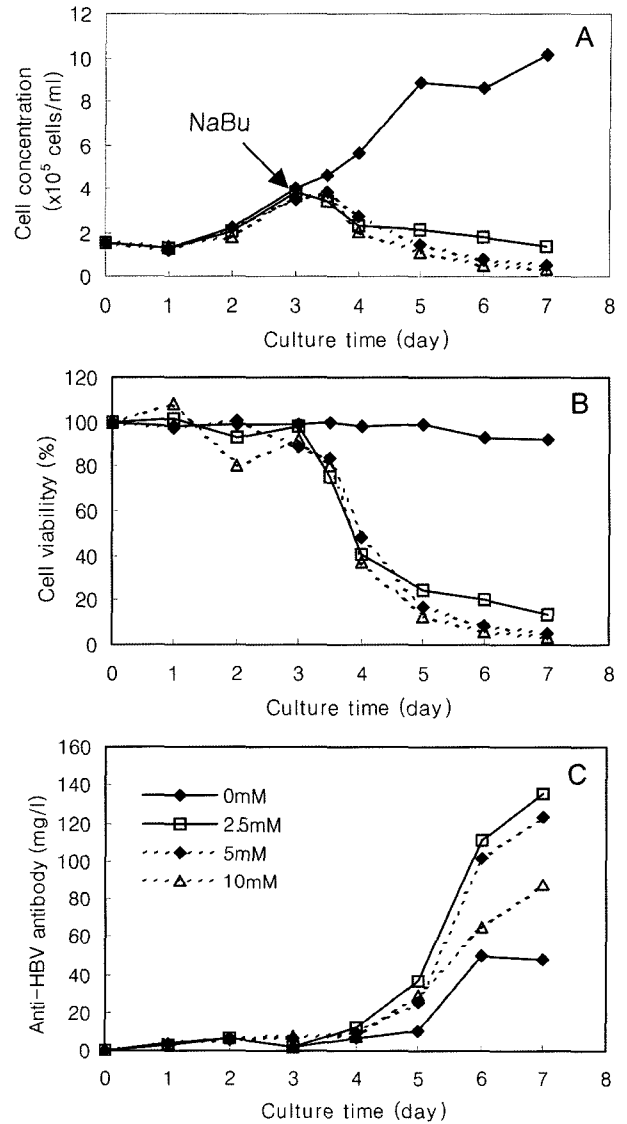 A
12
10
8
6
4
2
0
Cell concentration
(x10⁵ cells/ml)
NaBu
0 1 2 3 4 5 6 7 8
Culture time (day)
B
120
100
80
60
40
20
0
Cell viabilityy (%)
0 1 2 3 4 5 6 7 8
Culture time (day)
C
160
140
120
100
80
60
40
20
0
Anti-HBV antibody (mg/l)
0mM
2.5mM
5mM
10mM
0 1 2 3 4 5 6 7 8
Culture time (day)